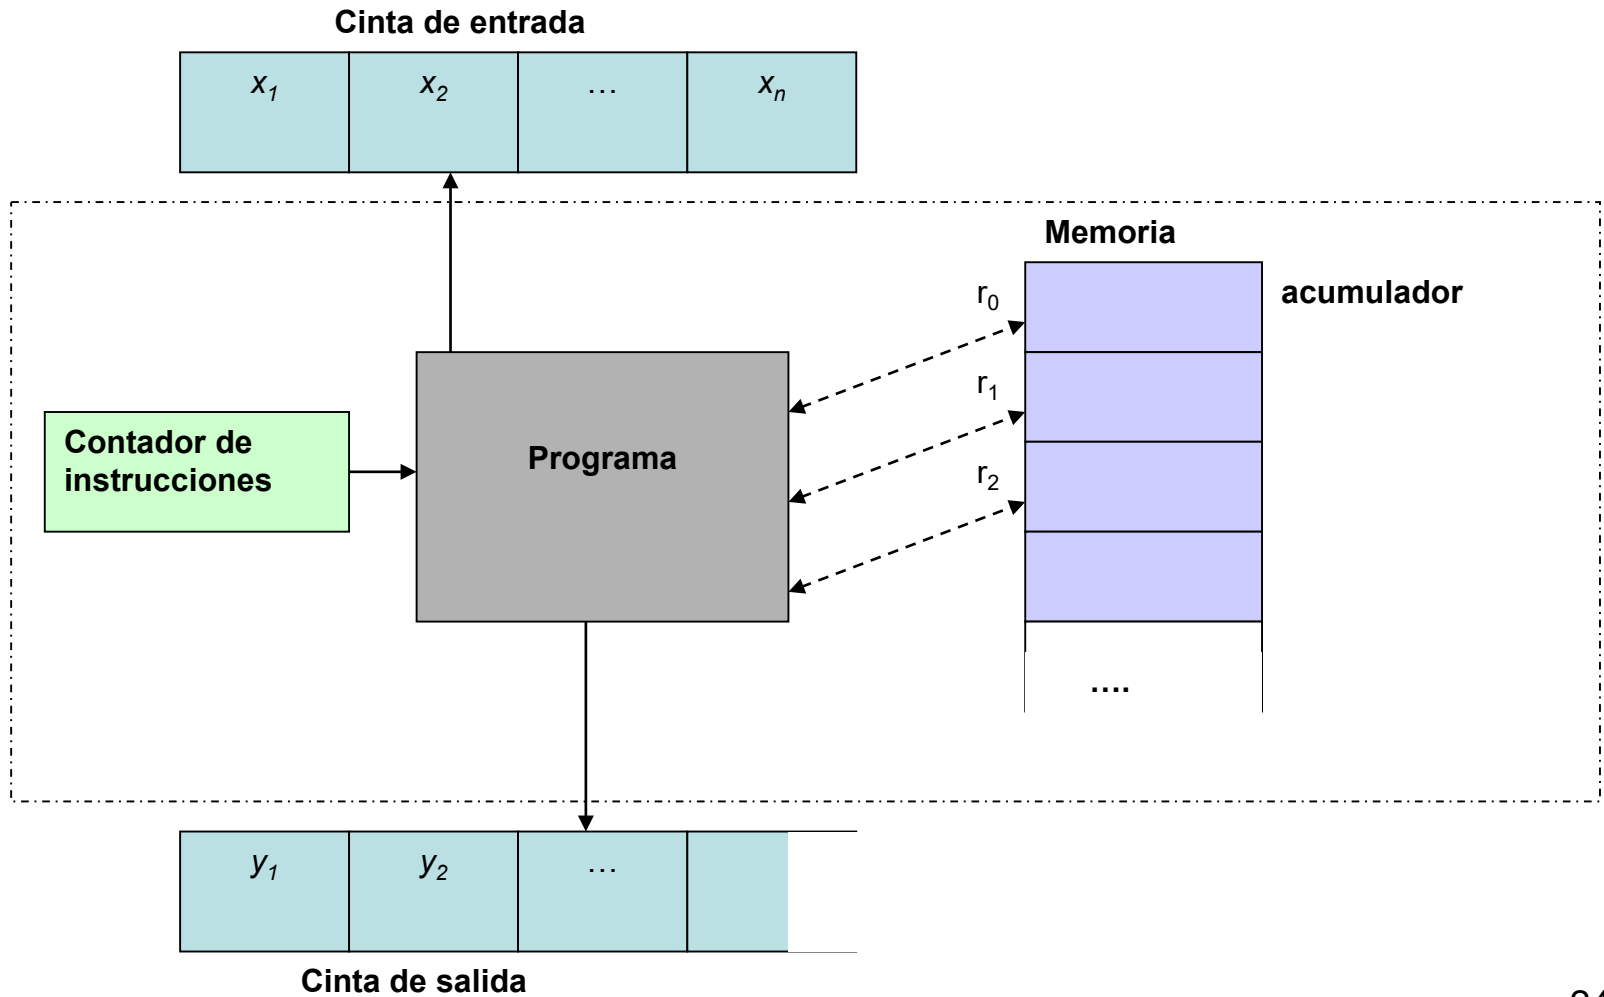 Cinta de entrada
x1 x2 … xn
Memoria
r0 acumulador
r1
Contador de
instrucciones
Programa
r2
….
y1 y2 …
Cinta de salida